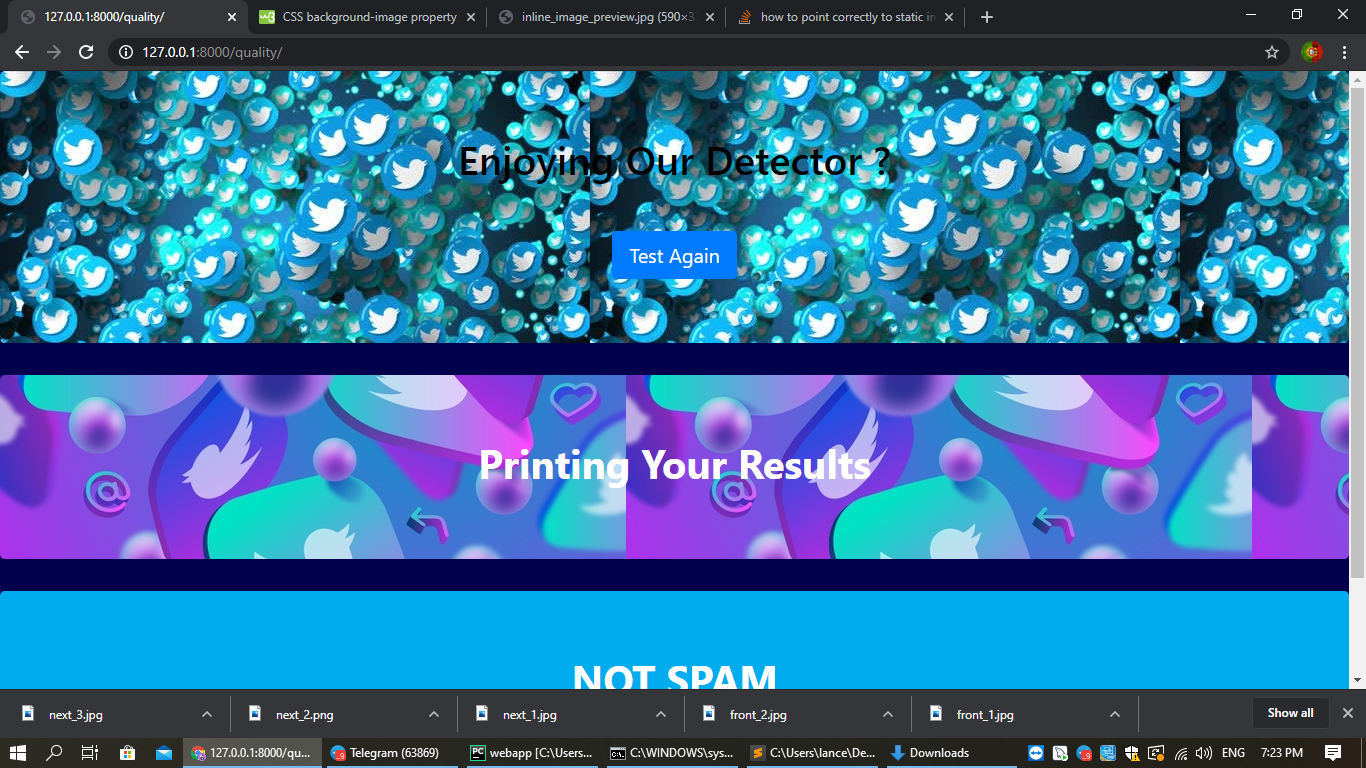 127.0.0.1:8000/quality/
CSS background-image property
inline_image_preview.jpg (590×3
how to point correctly to static in
127.0.0.1:8000/quality/
Enjoying Our Detector ?
Test Again
Printing Your Results
NOT SPAM
next_3.jpg
next_2.png
next_1.jpg
front_2.jpg
front_1.jpg
Show all
127.0.0.1:8000/qu...
Telegram (63869)
webapp [C:\Users...
C:\WINDOWS\sys...
C:\Users\lance\De...
Downloads
ENG
7:23 PM